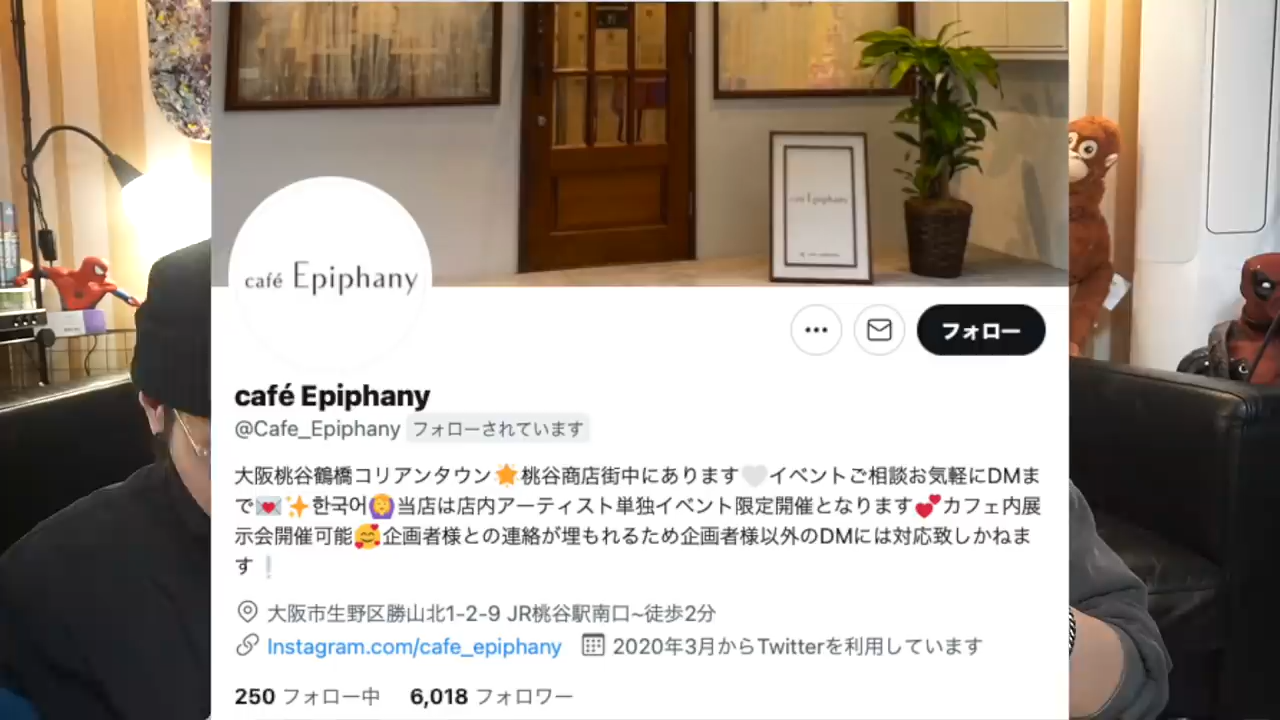 café Epiphany
café Epiphany
フォロー
café Epiphany
@Cafe_Epiphany フォローされています
大阪桃谷鶴橋コリアンタウン🌟桃谷商店街中にあります🤍イベントご相談お気軽にDMま
で💌✨한국어🙆‍♀️当店は店内アーティスト単独イベント限定開催となります💕カフェ内展
示会開催可能🥰企画者様との連絡が埋もれるため企画者様以外のDMには対応致しかねま
す❕
大阪市生野区勝山北1-2-9 JR桃谷駅南口~徒歩2分
Instagram.com/cafe_epiphany 2020年3月からTwitterを利用しています
250 フォロー中 6,018 フォロワー